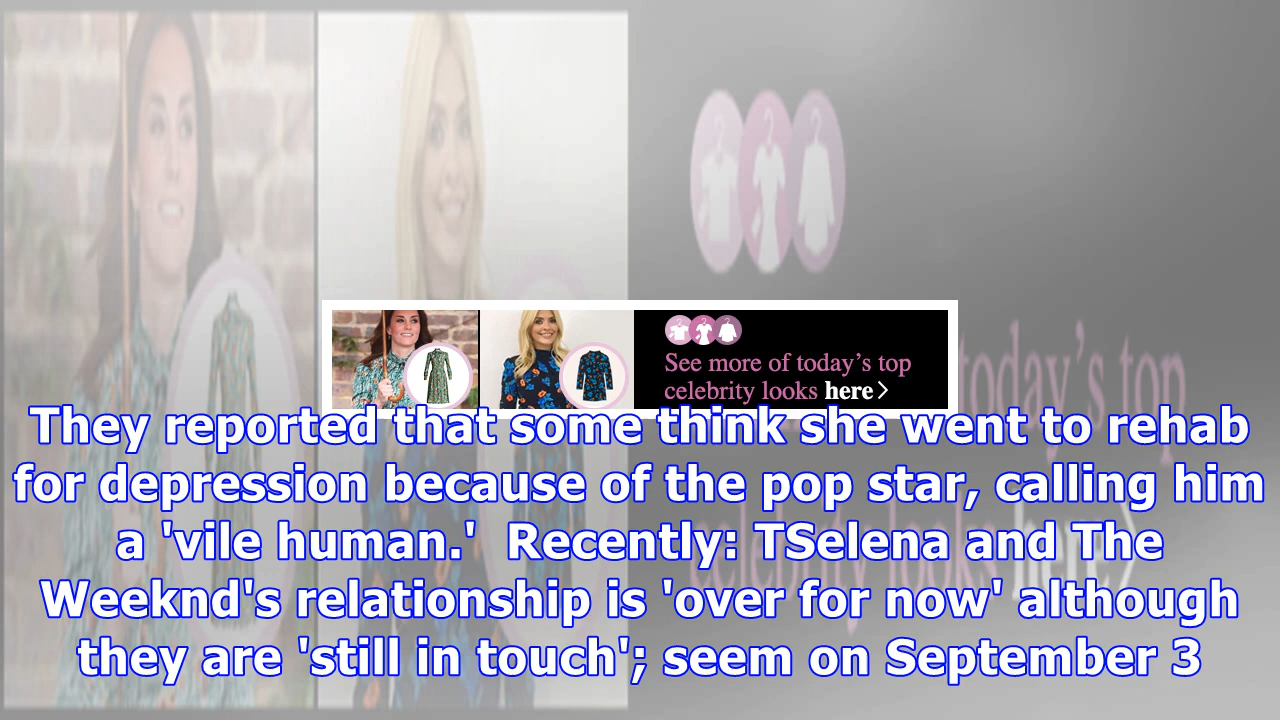 See more of today's top
celebrity looks here
today's top
They reported that some think she went to rehab
for depression because of the pop star, calling him
a 'vile human.'  Recently: TSelena and The
Weeknd's relationship is 'over for now' although
they are 'still in touch'; seem on September 3